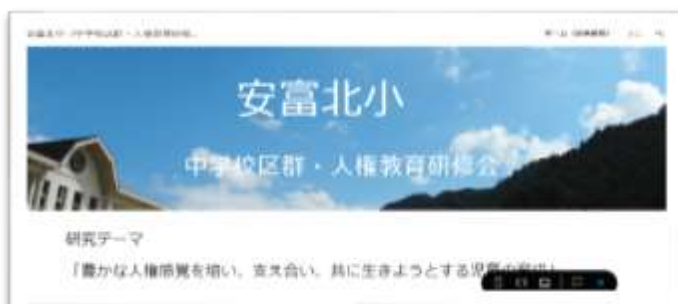 安富北小
中学校区群・人権教育研修会
研究テーマ
「豊かな人権感覚を培い、支え合い、共に生きようとする児童の育成」